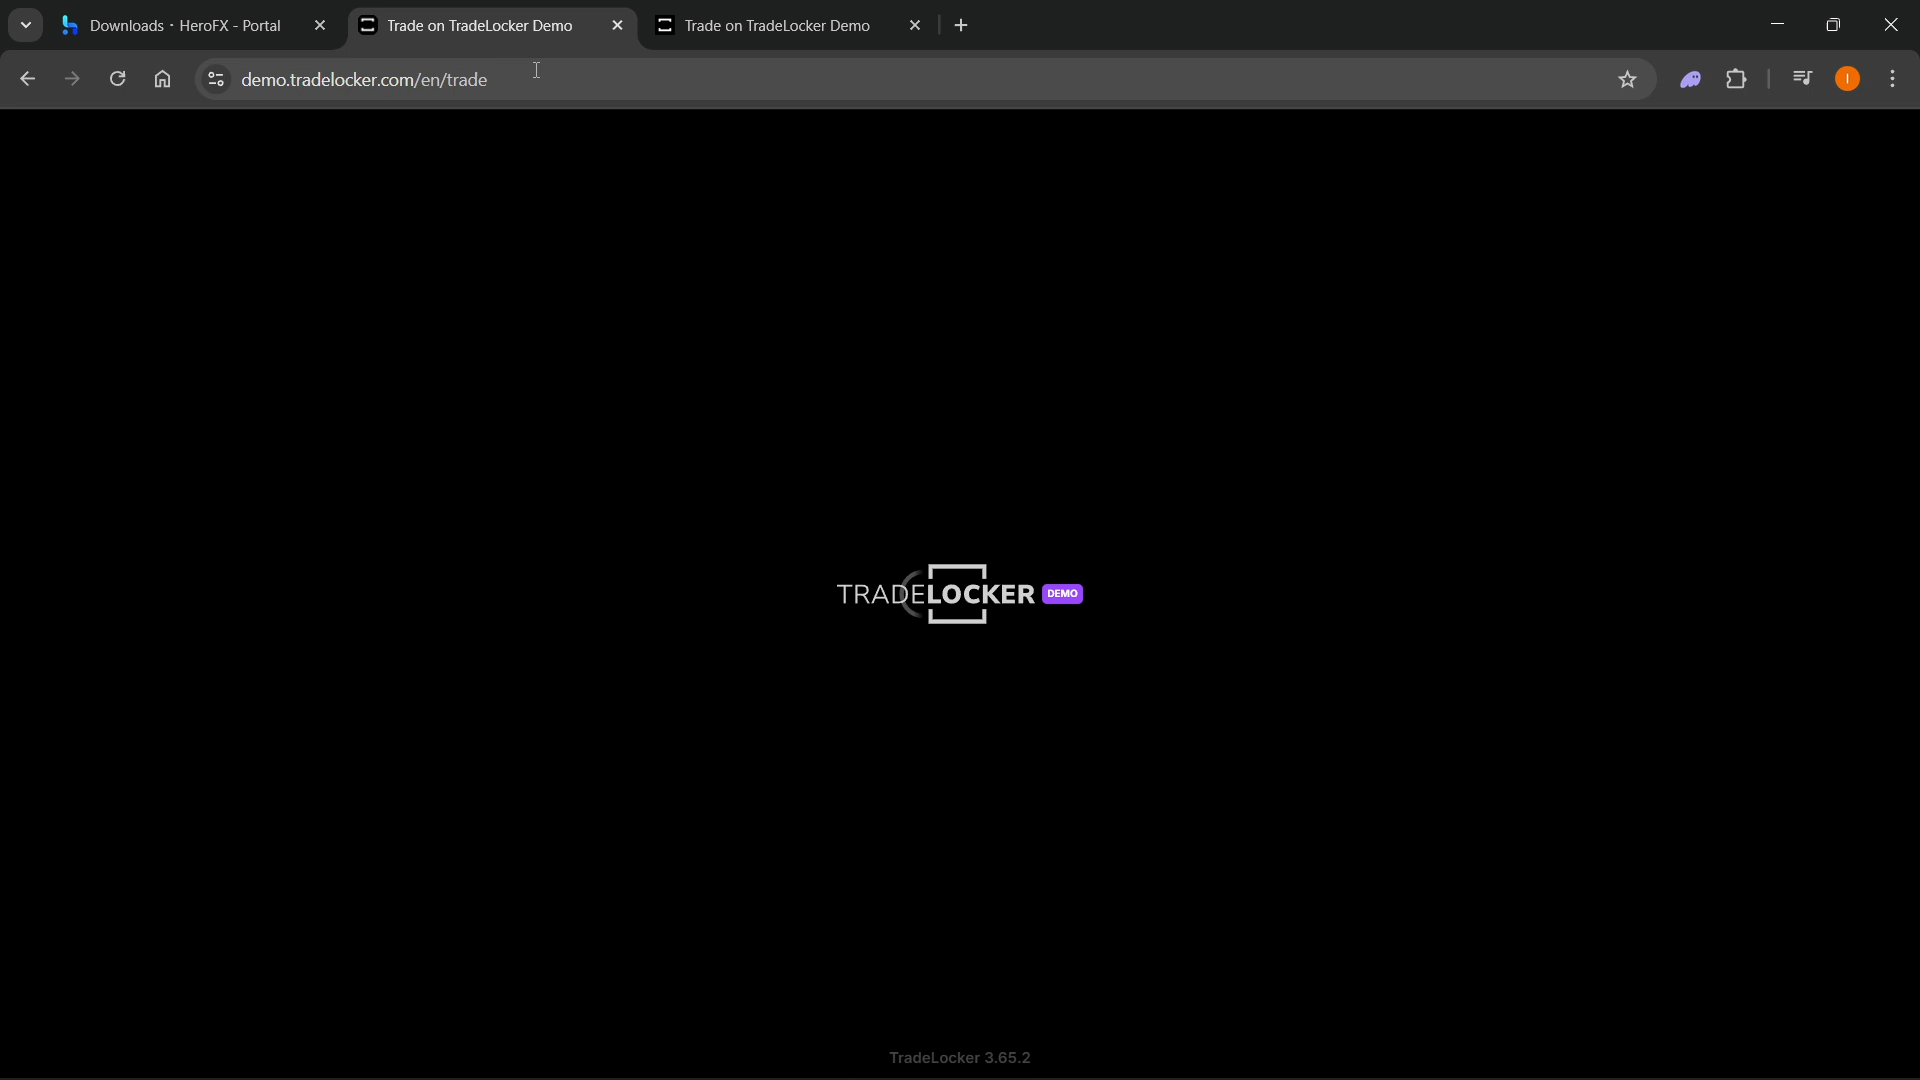 Downloads · HeroFX - Portal
Trade on TradeLocker Demo
Trade on TradeLocker Demo
demo.tradelocker.com/en/trade
I
TRADELOCKER DEMO
TradeLocker 3.65.2